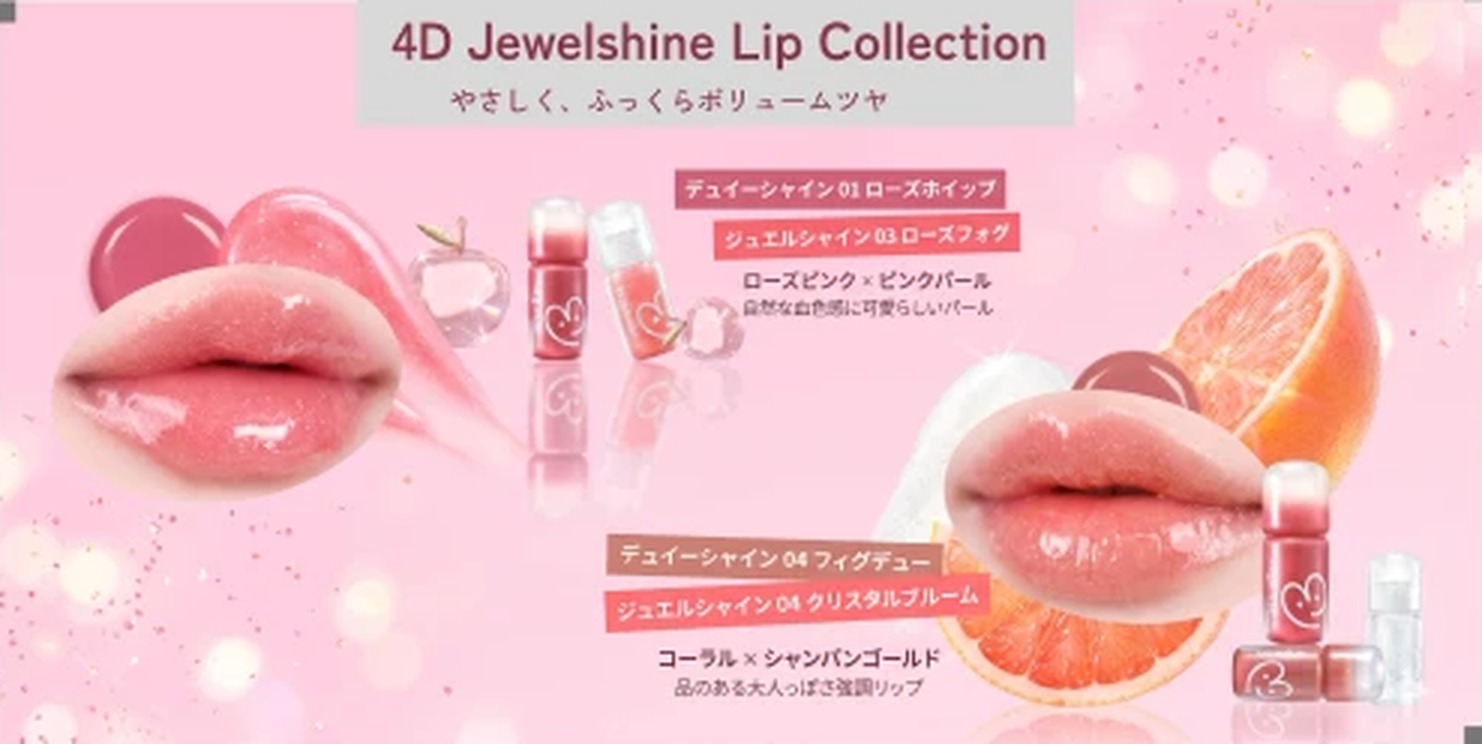 4D Jewelshine Lip Collection
やさしく、ふっくらボリュームツヤ
デュイーシャイン 01 ローズホイップ
ジュエルシャイン 03 ローズフォグ
ローズピンク × ピンクパール
自然な血色感に可愛らしいパール
デュイーシャイン 04 フィグデュー
ジュエルシャイン 04 クリスタルブルーム
コーラル × シャンパンゴールド
品のある大人っぽさ強調リップ